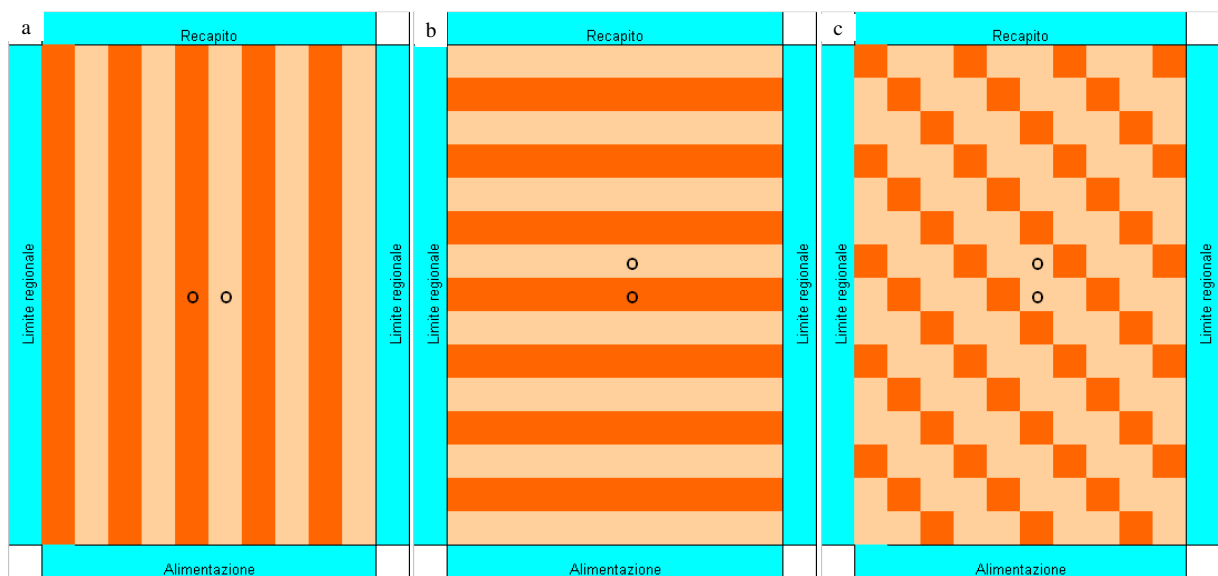 a
Recapito
Limite regionale
Limite regionale
O O
Alimentazione
b
Recapito
Limite regionale
Limite regionale
O
O
Alimentazione
c
Recapito
Limite regionale
Limite regionale
O
O
Alimentazione